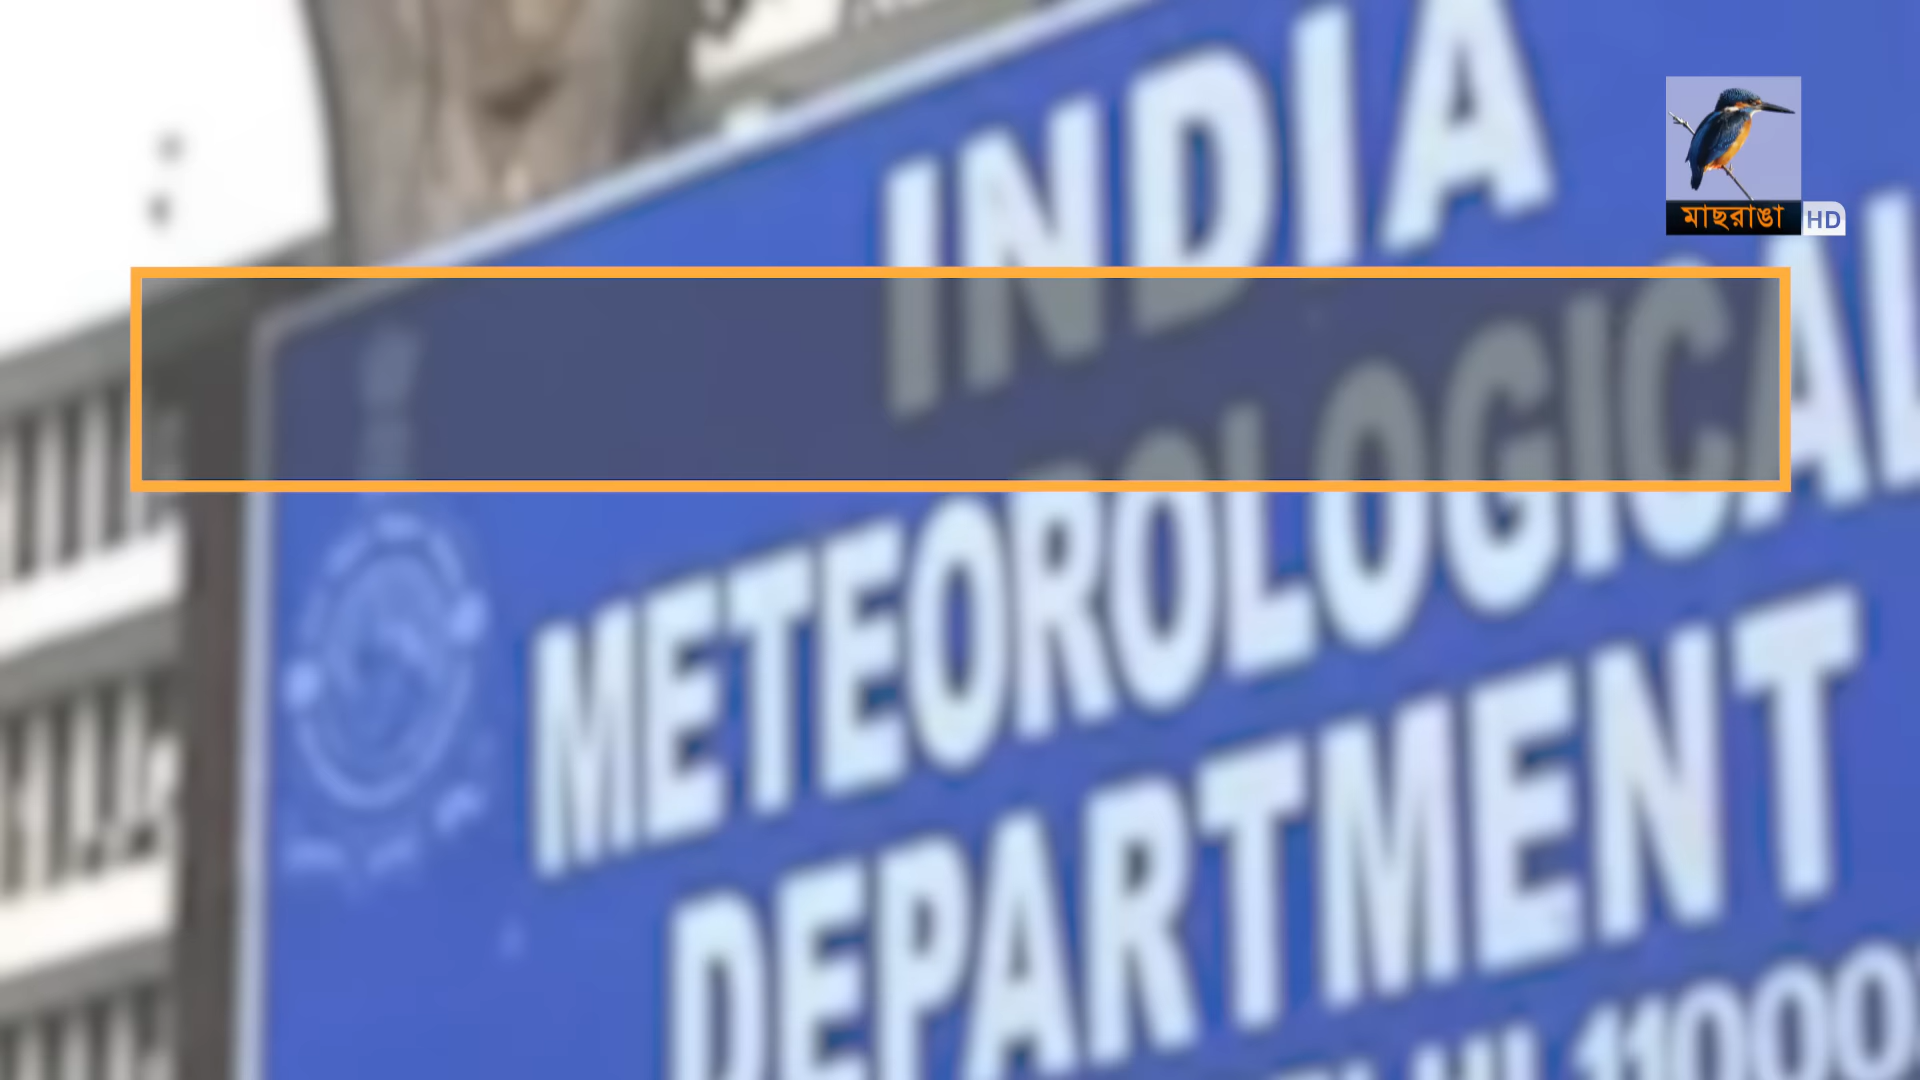 INDIA
মাছরাঙা HD
METEOROLOGICAL
DEPARTMENT